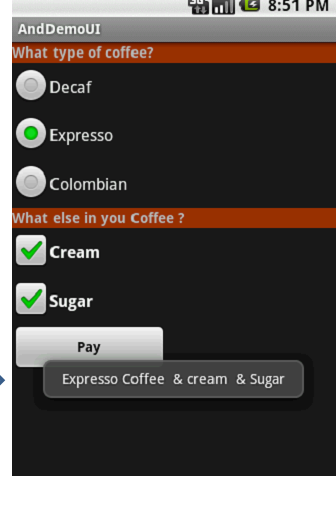 3G 8:51 PM
AndDemoUI
What type of coffee?
Decaf
Expresso
Colombian
What else in you Coffee ?
Cream
Sugar
Pay
Expresso Coffee & cream & Sugar